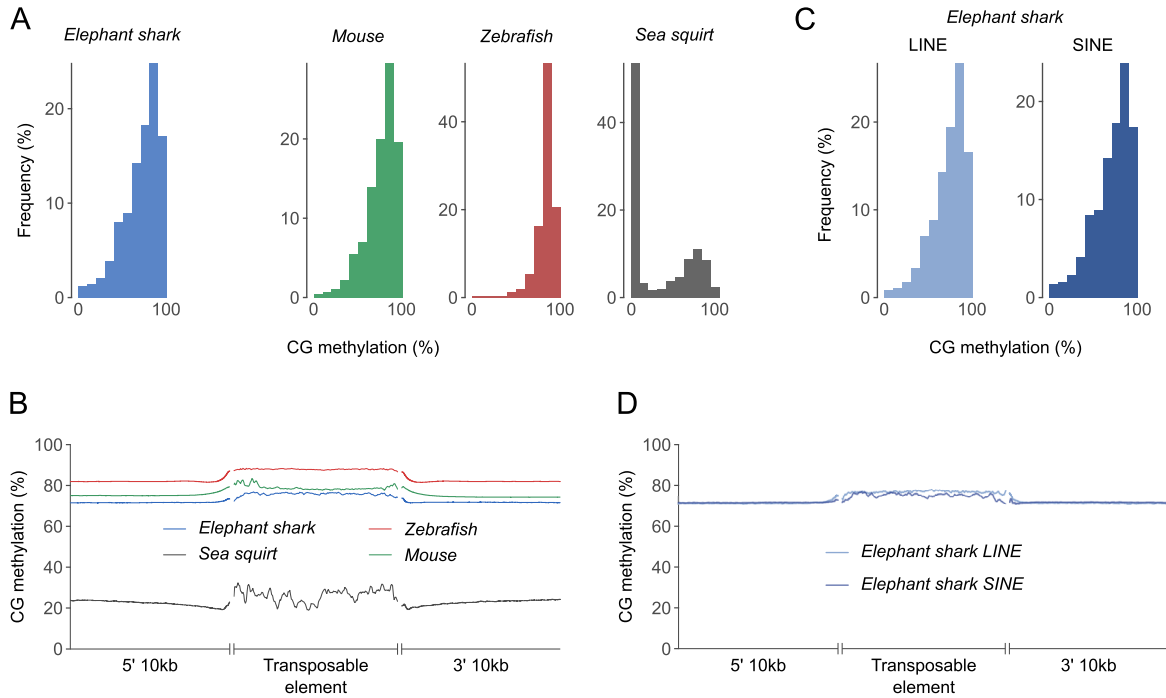 A
Elephant shark
Mouse
Zebrafish
Sea squirt
Frequency (%)
20
10
0
0
100
20
10
0
0
100
40
20
0
0
100
40
20
0
0
100
CG methylation (%)
C
Elephant shark
LINE
SINE
Frequency (%)
20
10
0
0
100
20
10
0
0
100
CG methylation (%)
B
CG methylation (%)
100
80
60
40
20
0
Elephant shark
Zebrafish
Sea squirt
Mouse
5' 10kb
Transposable
element
3' 10kb
D
CG methylation (%)
100
80
60
40
20
0
Elephant shark LINE
Elephant shark SINE
5' 10kb
Transposable
element
3' 10kb